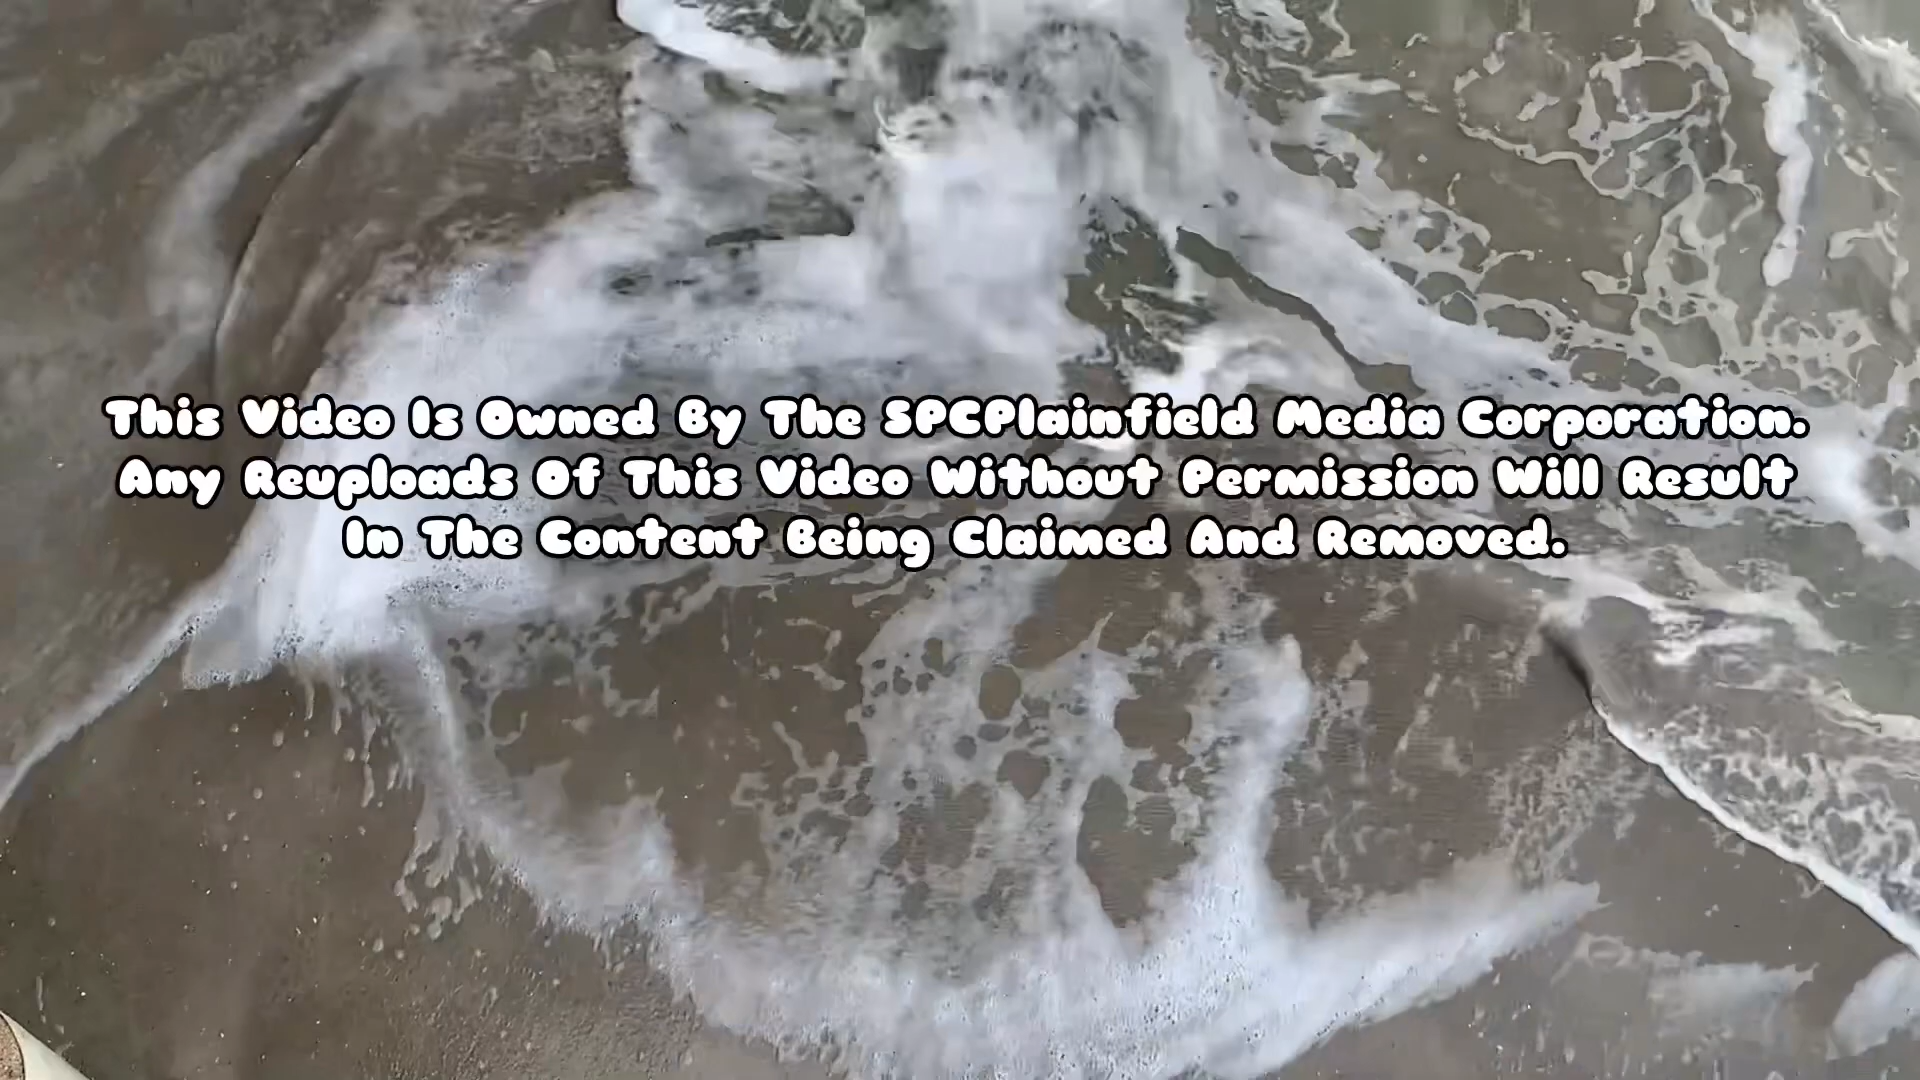 This Video Is Owned By The SPCPlainfield Media Corporation.
Any Reuploads Of This Video Without Permission Will Result
In The Content Being Claimed And Removed.